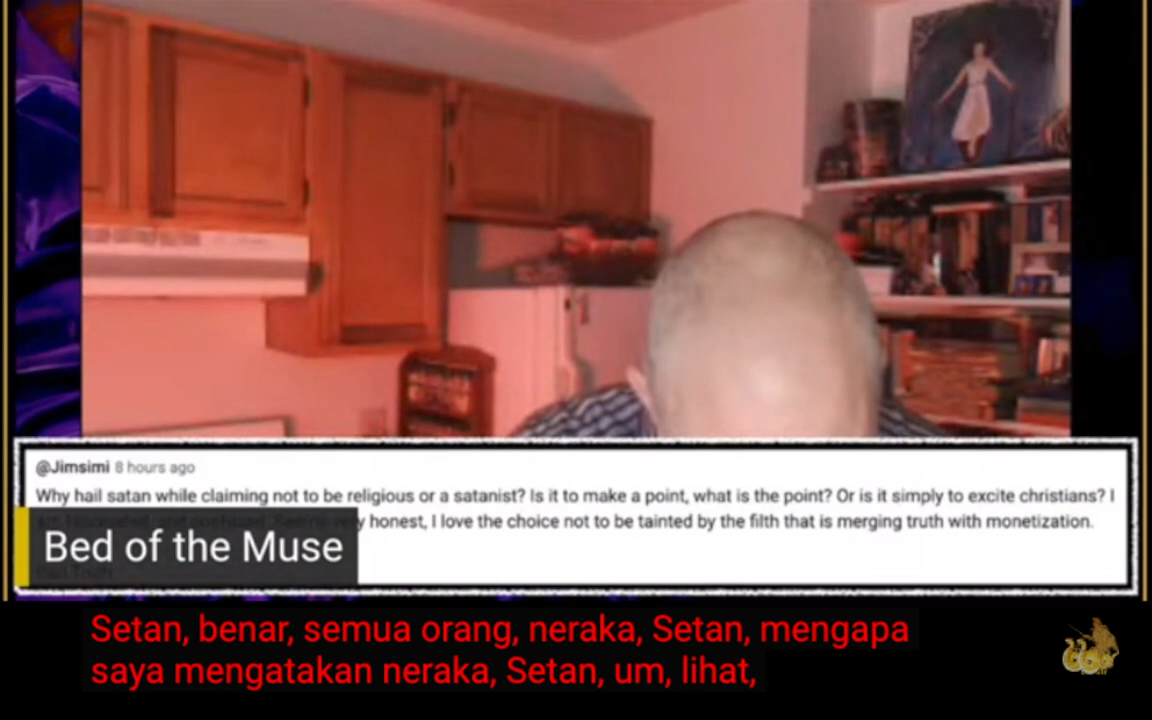 @Jimsimi 8 hours ago
Why hail satan while claiming not to be religious or a satanist? Is it to make a point, what is the point? Or is it simply to excite christians? I
honest, I love the choice not to be tainted by the filth that is merging truth with monetization.
Bed of the Muse
Setan, benar, semua orang, neraka, Setan, mengapa
saya mengatakan neraka, Setan, um, lihat,